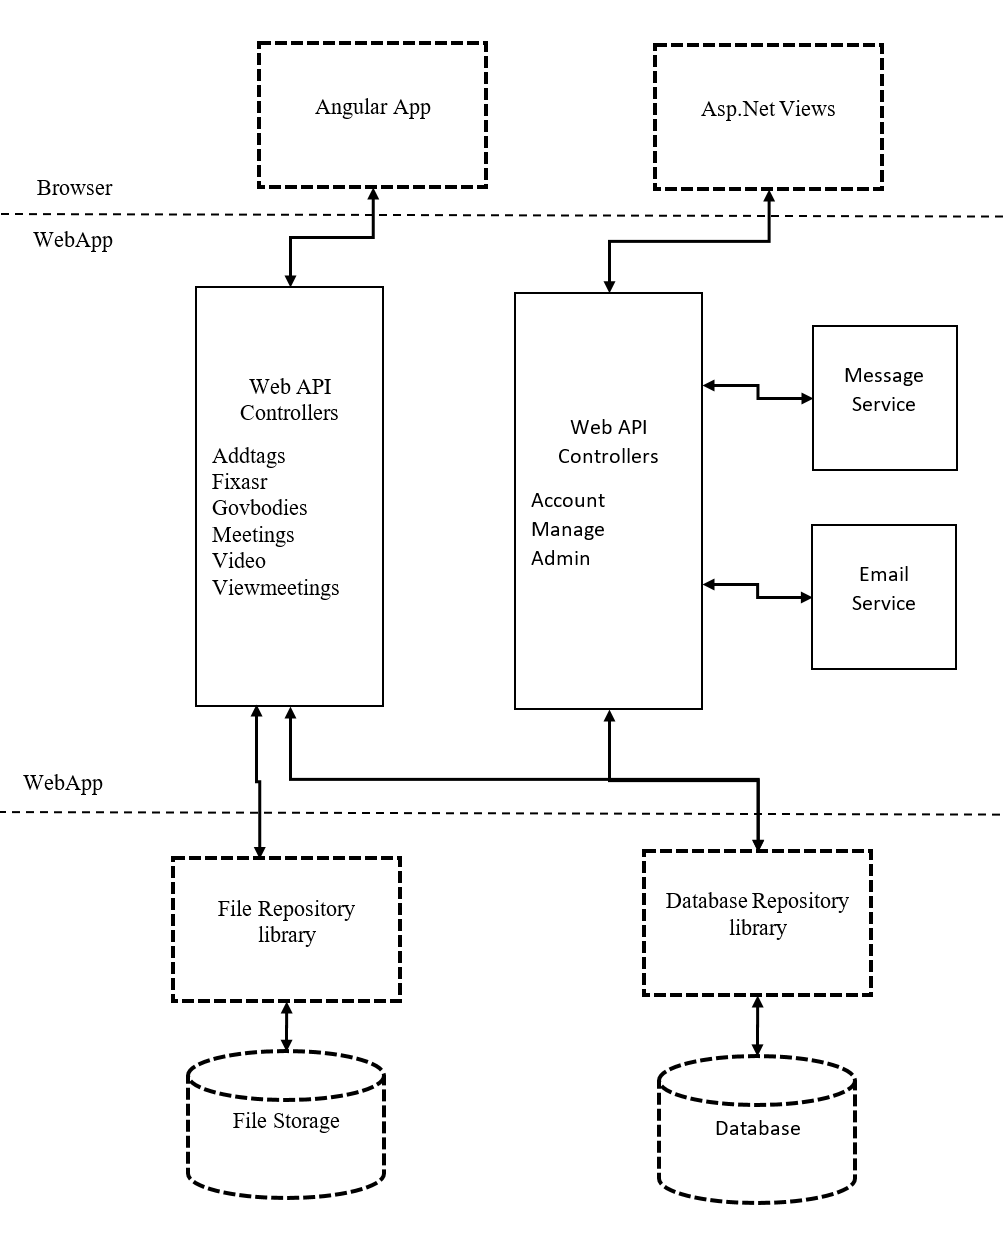 Angular App
Asp.Net Views
Browser
WebApp
Web API
Controllers
Addtags
Fixasr
Govbodies
Meetings
Video
Viewmeetings
Web API
Controllers
Account
Manage
Admin
Message
Service
Email
Service
WebApp
File Repository
library
Database Repository
library
File Storage
Database